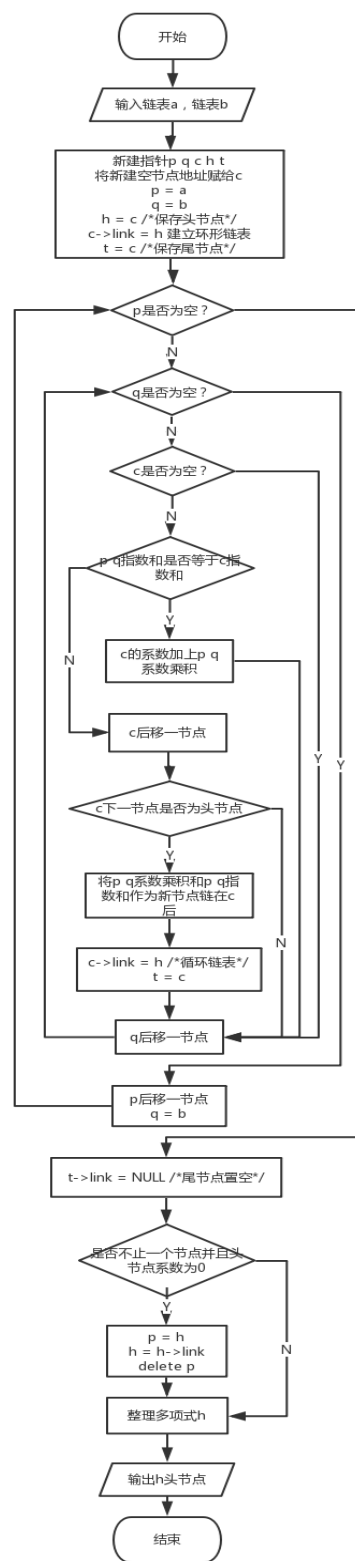 开始
输入链表a，链表b
新建指针p q c h t
将新建空节点地址赋给c
p = a
q = b
h = c /*保存头节点*/
c->link = h 建立环形链表
t = c /*保存尾节点*/
p是否为空？
N
q是否为空？
N
c是否为空？
N
p q指数和是否等于c指
数和
Y
N
c的系数加上p q
系数乘积
c后移一节点
Y
Y
c下一节点是否为头节点
Y
将p q系数乘积和p q指
数和作为新节点链在c
后
N
c->link = h /*循环链表*/
t = c
q后移一节点
p后移一节点
q = b
t->link = NULL /*尾节点置空*/
是否不止一个节点并且头
节点系数为0
Y
N
p = h
h = h->link
delete p
整理多项式h
输出h头节点
结束